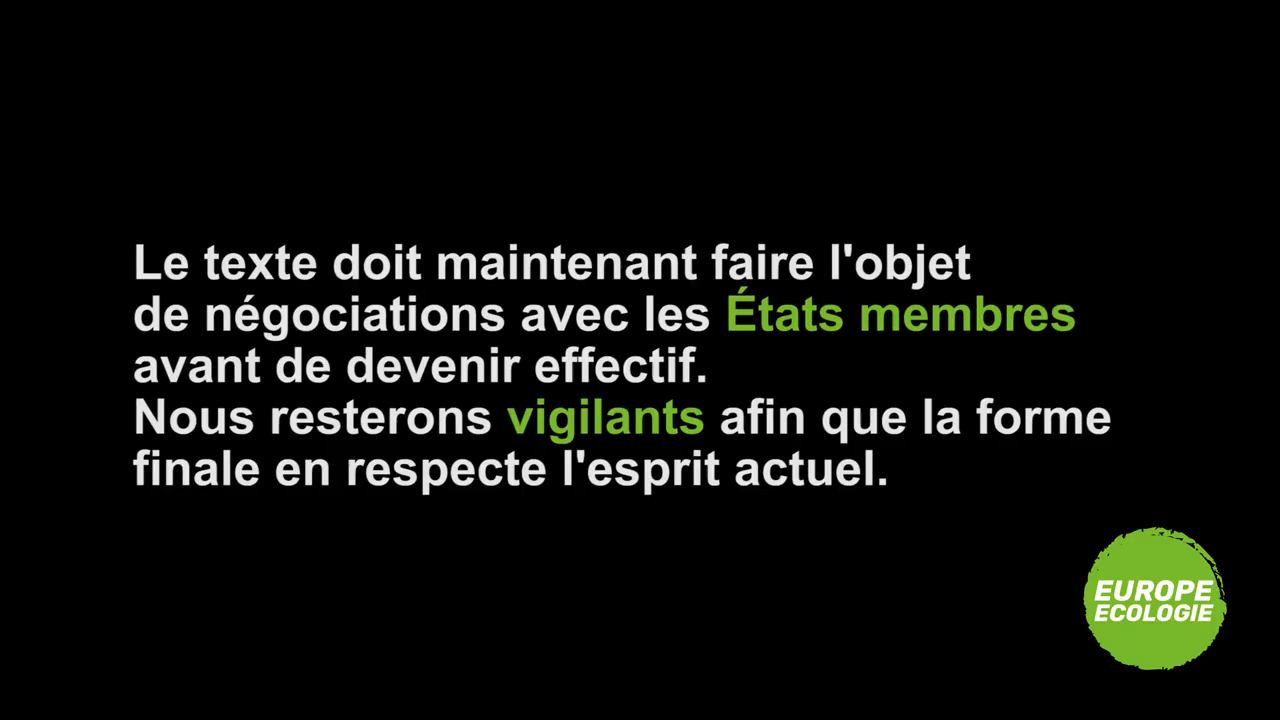 Le texte doit maintenant faire l'objet
de négociations avec les États membres
avant de devenir effectif.
Nous resterons vigilants afin que la forme
finale en respecte l'esprit actuel.
EUROPE
ECOLOGIE